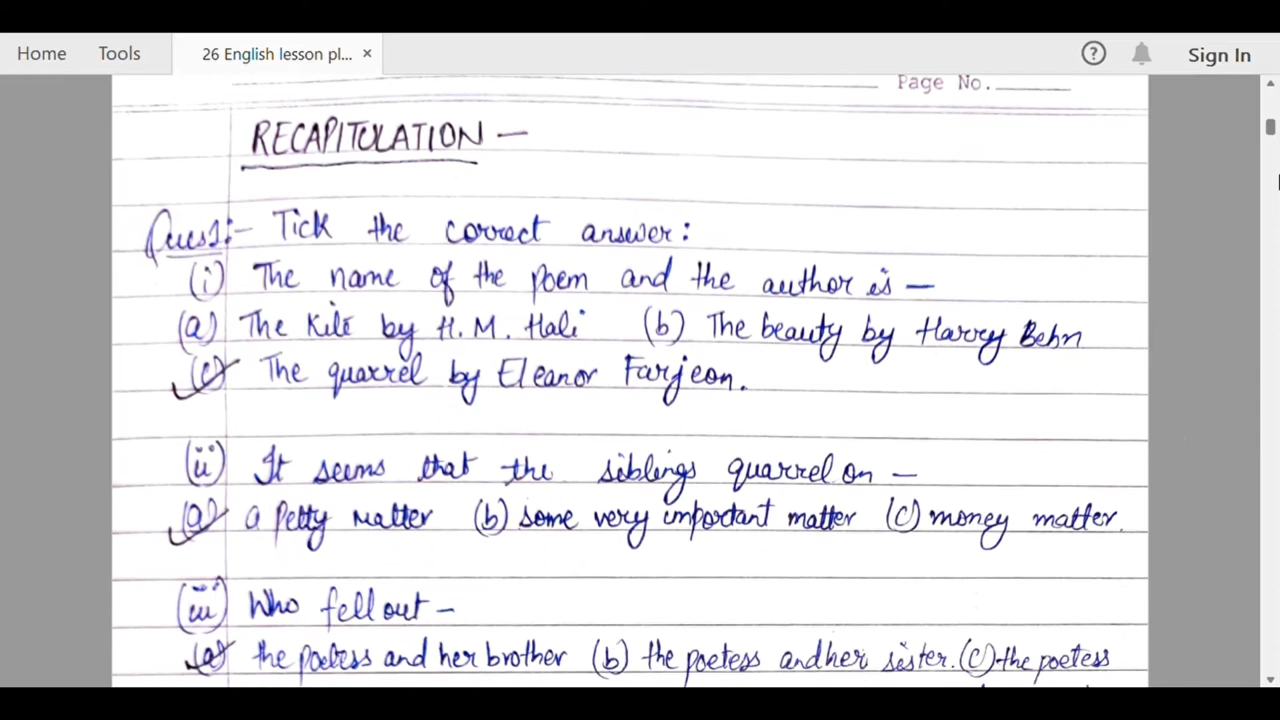 Home Tools 26 English lesson pl... × ? Sign In
Page No.
RECAPITULATION —
Ques1:- Tick the correct answer:
(i) The name of the poem and the author is —
(a) The Kite by H.M. Hali (b) The beauty by Harry Behn
(c) The quarrel by Eleanor Farjeon.
(ii) It seems that the siblings quarrel on —
(a) a Petty Matter (b) some very important matter (c) money matter.
(iii) Who fell out —
(a) the poetess and her brother (b) the poetess and her sister. (c) the poetess